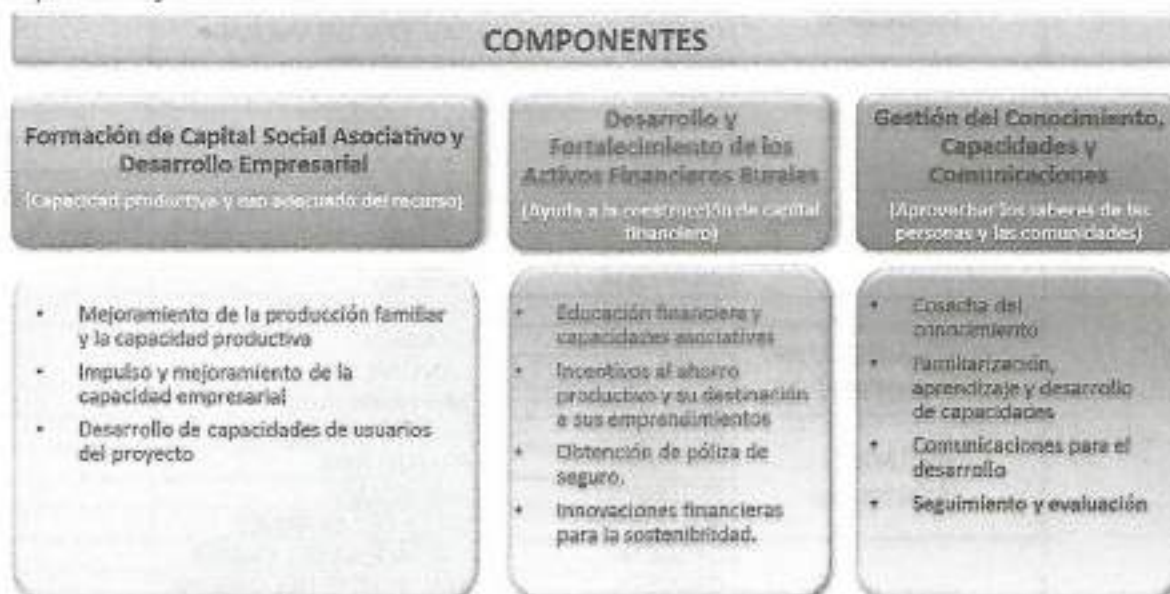 COMPONENTES
Formación de Capital Social Asociativo y
Desarrollo Empresarial
(Capacidad productiva y uso adecuado del recurso)
Desarrollo y
Fortalecimiento de los
Activos Financieros Rurales
(Ayuda a la construcción de capital
financiero)
Gestión del Conocimiento,
Capacidades y
Comunicaciones
(Aprovechar los saberes de las
personas y las comunidades)
• Mejoramiento de la producción familiar
y la capacidad productiva
• Impulso y mejoramiento de la
capacidad empresarial
• Desarrollo de capacidades de usuarios
del proyecto
• Educación financiera y
capacidades asociativas
• Incentivos al ahorro
productivo y su destinación
a sus emprendimientos
• Obtención de póliza de
seguro.
• Innovaciones financieras
para la sostenibilidad.
• Cosecha del
conocimiento
• Familiarización,
aprendizaje y desarrollo
de capacidades
• Comunicaciones para el
desarrollo
• Seguimiento y evaluación